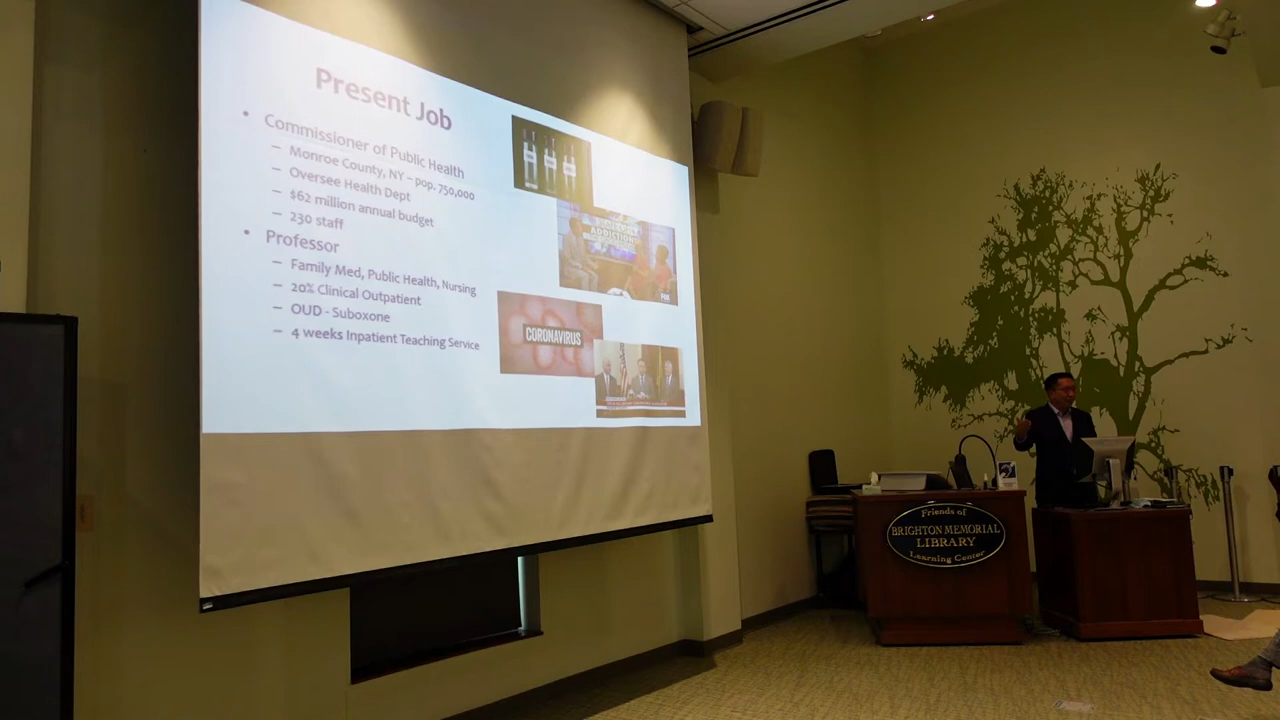 Present Job
• Commissioner of Public Health
– Monroe County, NY – pop. 750,000
– Oversee Health Dept
– $62 million annual budget
– 230 staff
• Professor
– Family Med, Public Health, Nursing
– 20% Clinical Outpatient
– OUD - Suboxone
– 4 weeks Inpatient Teaching Service
ADDICTION
FOX
CORONAVIRUS
Friends of
BRIGHTON MEMORIAL
LIBRARY
Learning Center